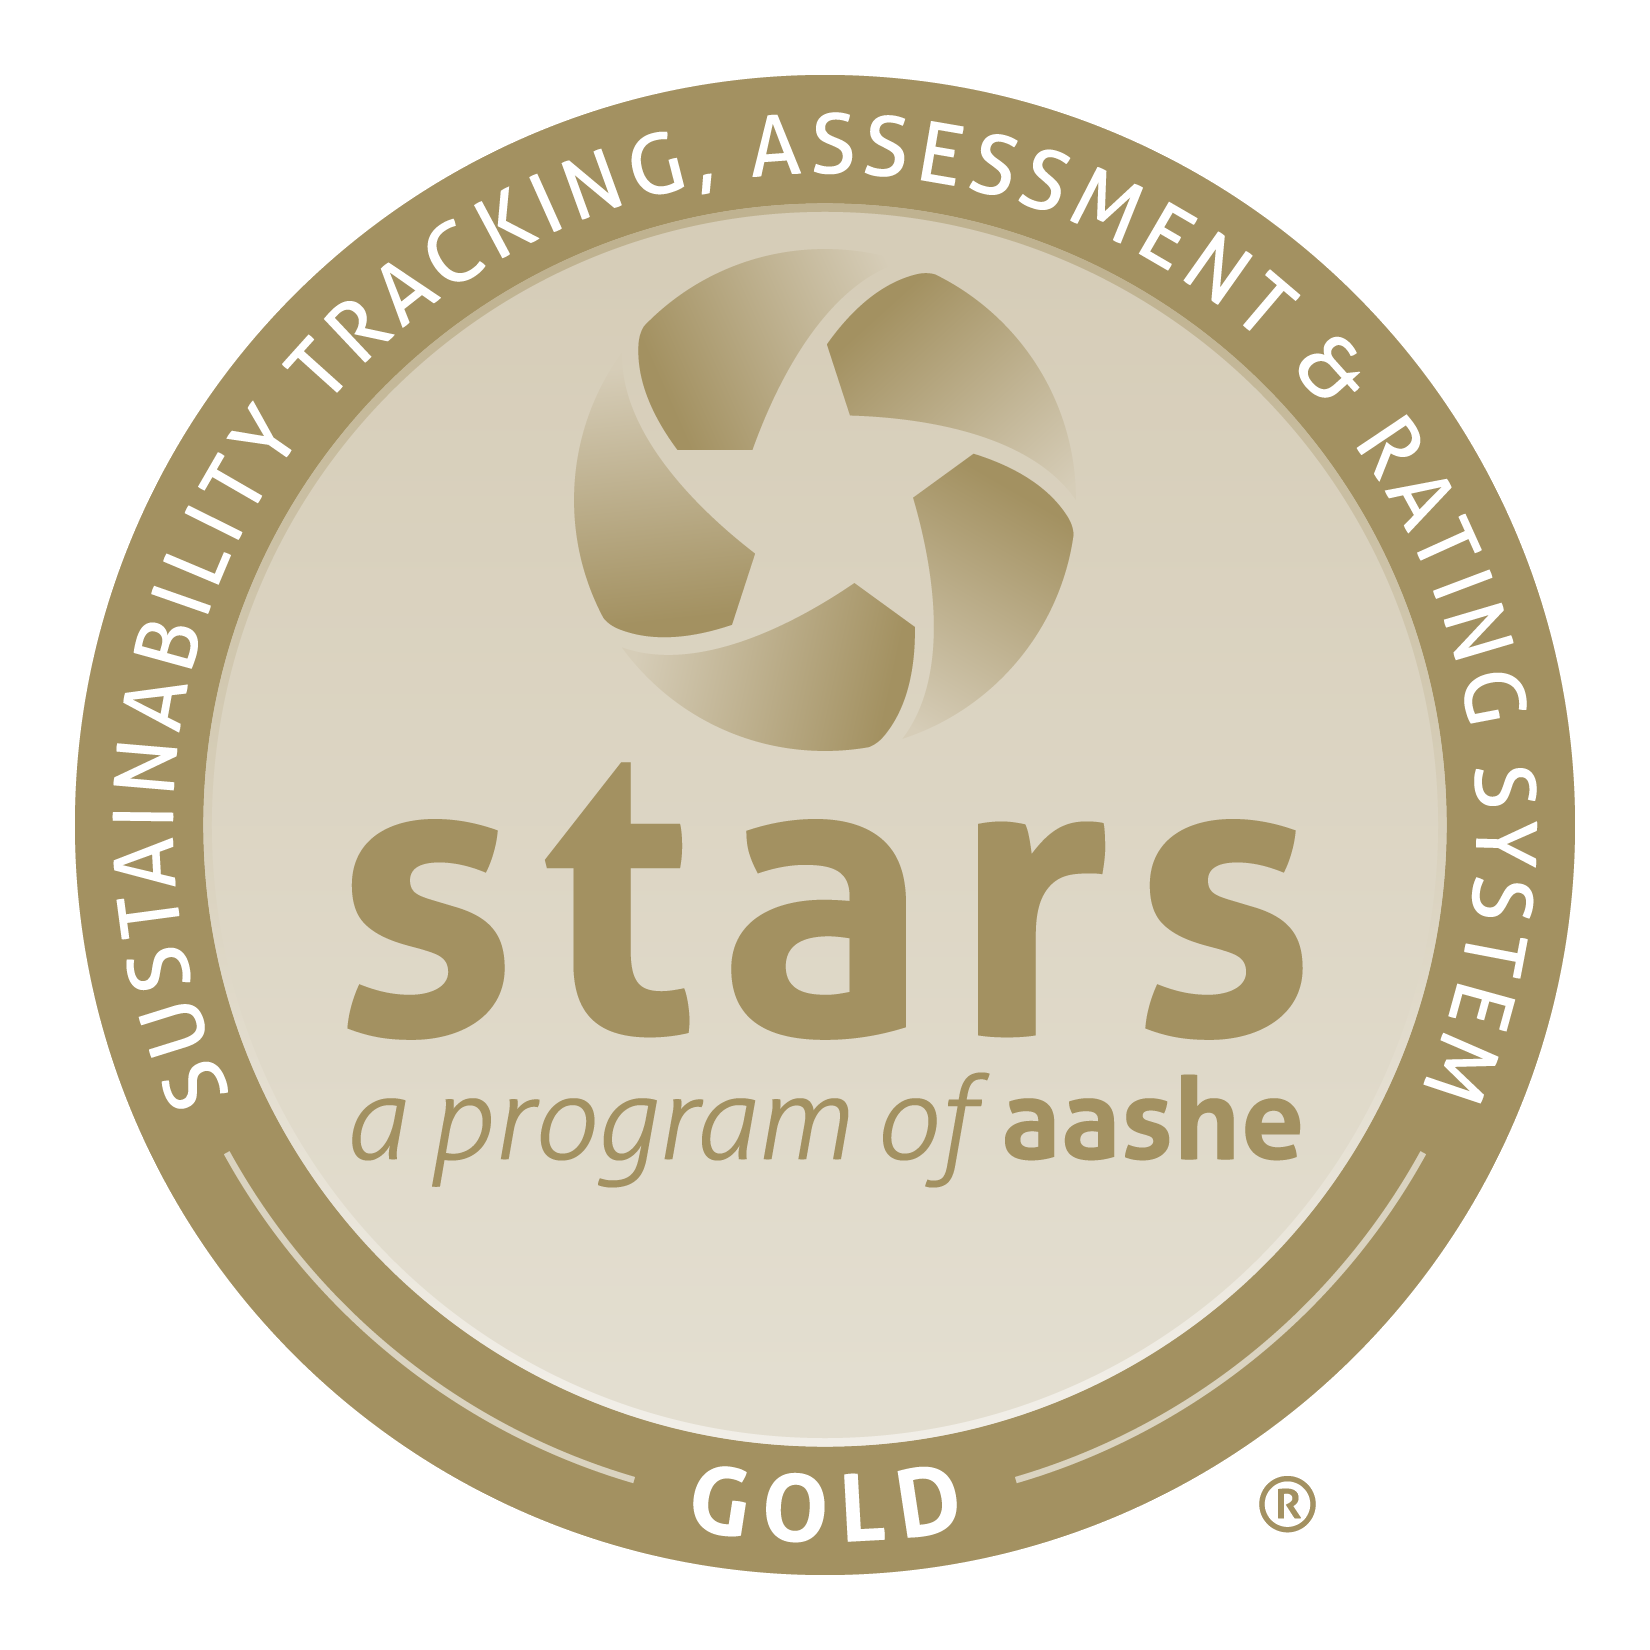 SUSTAINABILITY TRACKING, ASSESSMENT & RATING SYSTEM
stars
a program of aashe
GOLD
®